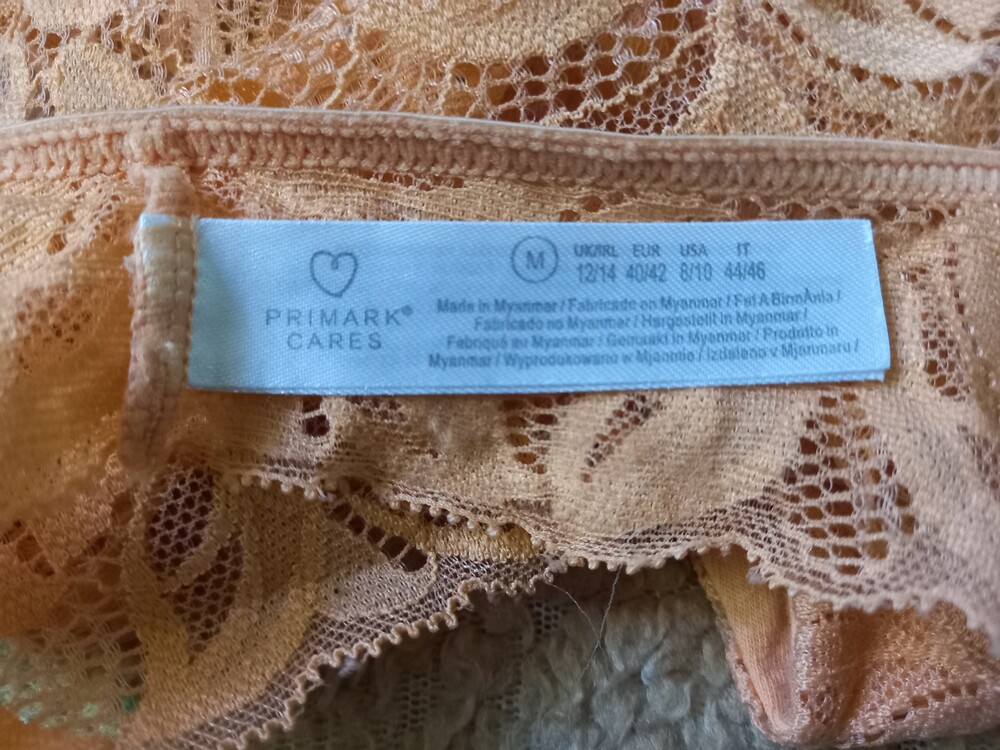 PRIMARK®
CARES
M
UK/IRL EUR USA IT
12/14 40/42 8/10 44/46
Made in Myanmar / Fabricado en Myanmar / Fet A BirmÀnia /
Fabricado no Myanmar / Hergestellt in Myanmar /
Fabriqué au Myanmar / Gemaakt in Myanmar / Prodotto in
Myanmar / Wyprodukowano w Mjanmie / Izdelano v Mjanmaru /